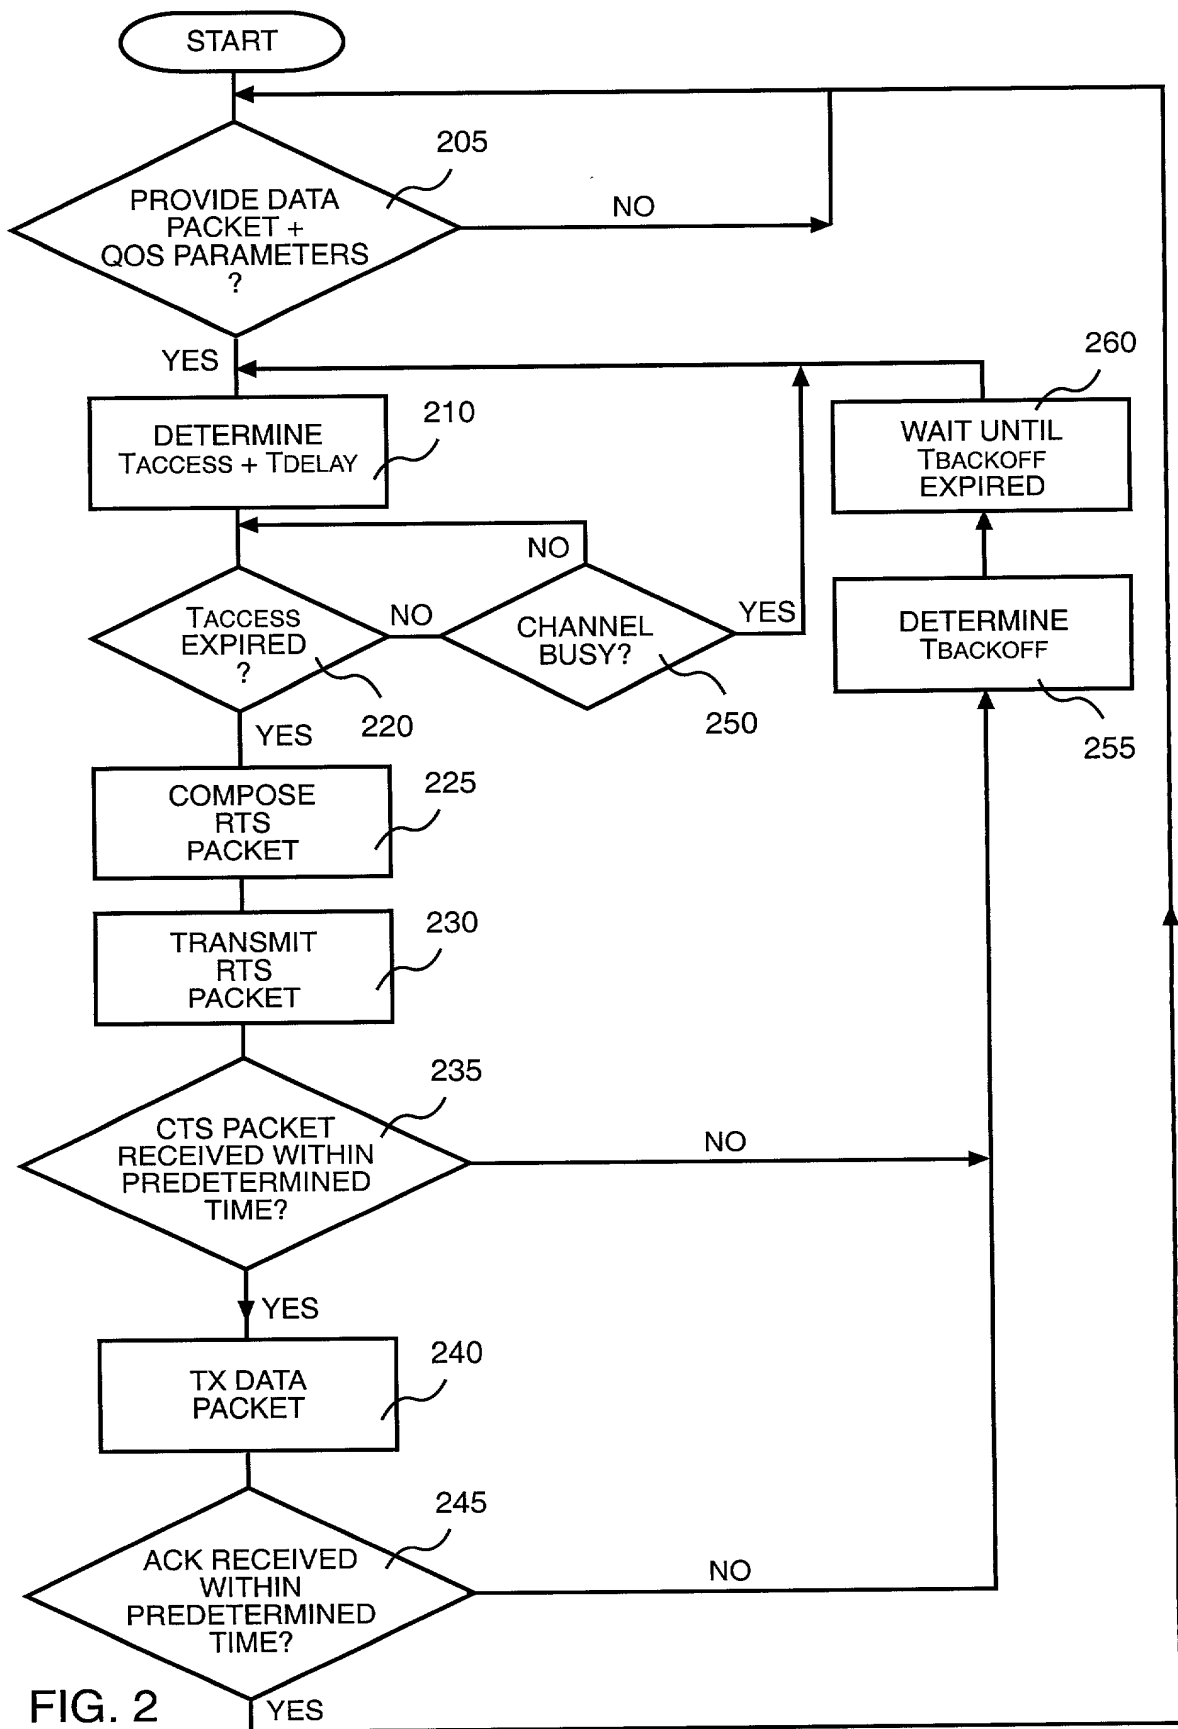 START
205
PROVIDE DATA
PACKET +
QOS PARAMETERS
?
NO
YES
260
210
DETERMINE
TACCESS + TDELAY
WAIT UNTIL
TBACKOFF
EXPIRED
NO
TACCESS
EXPIRED
?
NO
CHANNEL
BUSY?
YES
DETERMINE
TBACKOFF
220
250
255
YES
225
COMPOSE
RTS
PACKET
230
TRANSMIT
RTS
PACKET
235
CTS PACKET
RECEIVED WITHIN
PREDETERMINED
TIME?
NO
YES
240
TX DATA
PACKET
245
ACK RECEIVED
WITHIN
PREDETERMINED
TIME?
NO
FIG. 2
YES